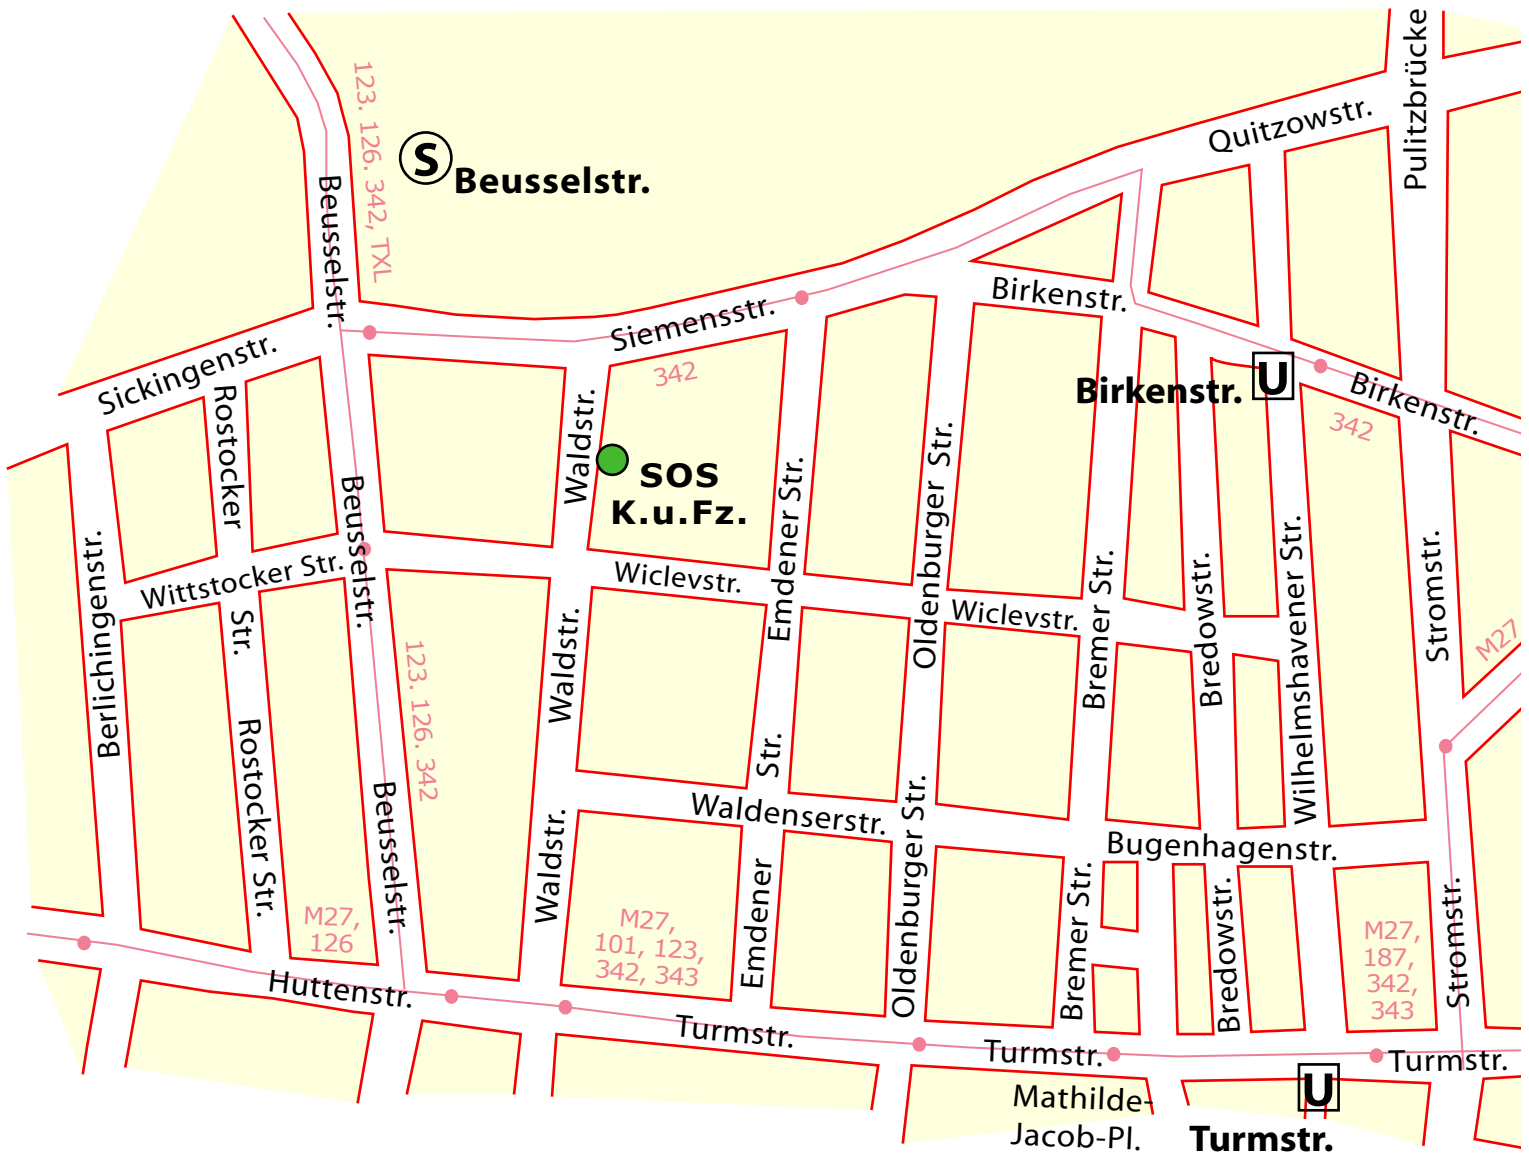 Pulitzbrücke
Quitzowstr.
123. 126. 342, TXL
S
Beusselstr.
Beusselstr.
Birkenstr.
Siemensstr.
Sickingenstr.
342
Birkenstr.
U
Birkenstr.
342
Rostocker
Waldstr.
SOS
K.u.Fz.
Emdener Str.
Oldenburger Str.
Beusselstr.
Wittstocker Str.
Wiclevstr.
Wiclevstr.
Berlichingenstr.
Str.
Bremer Str.
Bredowstr.
Wilhelmshavener Str.
Stromstr.
M27
123. 126. 342
Waldstr.
Str.
Rostocker Str.
Beusselstr.
Waldenserstr.
Waldstr.
Emdener
Oldenburger Str.
Bugenhagenstr.
Bremer Str.
Bredowstr.
Stromstr.
M27,
126
M27,
101, 123,
342, 343
M27,
187,
342,
343
Huttenstr.
Turmstr.
Turmstr.
Turmstr.
Mathilde-
Jacob-Pl.
U
Turmstr.